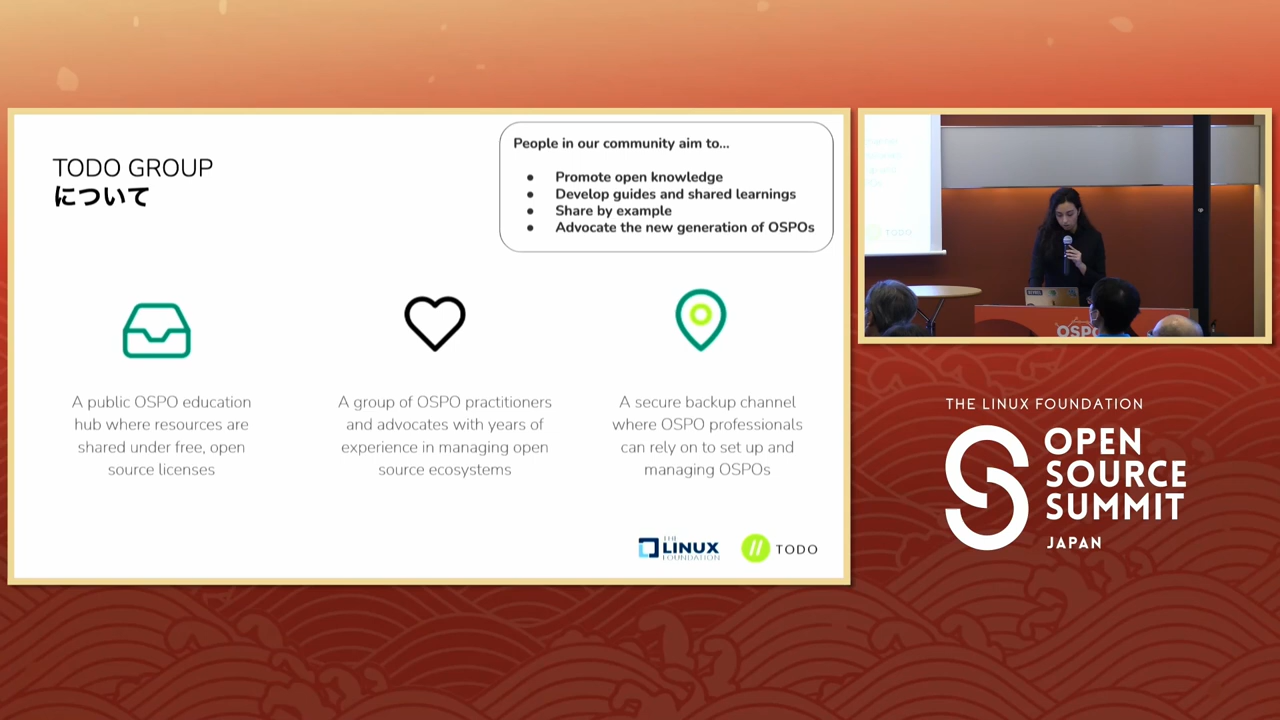 TODO GROUP
について
People in our community aim to...
● Promote open knowledge
● Develop guides and shared learnings
● Share by example
● Advocate the new generation of OSPOs
A public OSPO education
hub where resources are
shared under free, open
source licenses
A group of OSPO practitioners
and advocates with years of
experience in managing open
source ecosystems
A secure backup channel
where OSPO professionals
can rely on to set up and
managing OSPOs
THE
LINUX
FOUNDATION
TODO
TODO
OSPO
THE LINUX FOUNDATION
OPEN
SOURCE
SUMMIT
JAPAN